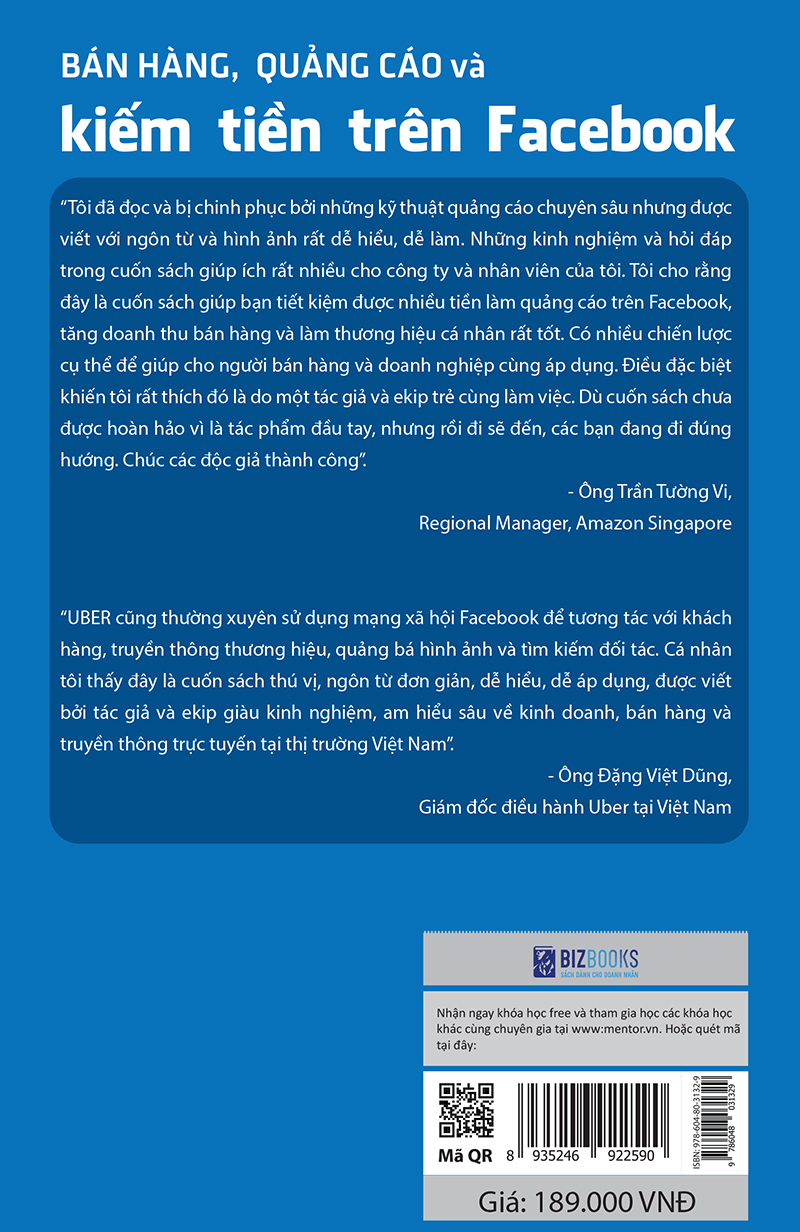 BÁN HÀNG, QUẢNG CÁO và
kiếm tiền trên Facebook
“Tôi đã đọc và bị chinh phục bởi những kỹ thuật quảng cáo chuyên sâu nhưng được
viết với ngôn từ và hình ảnh rất dễ hiểu, dễ làm. Những kinh nghiệm và hỏi đáp
trong cuốn sách giúp ích rất nhiều cho công ty và nhân viên của tôi. Tôi cho rằng
đây là cuốn sách giúp bạn tiết kiệm được nhiều tiền làm quảng cáo trên Facebook,
tăng doanh thu bán hàng và làm thương hiệu cá nhân rất tốt. Có nhiều chiến lược
cụ thể để giúp cho người bán hàng và doanh nghiệp cùng áp dụng. Điều đặc biệt
khiến tôi rất thích đó là do một tác giả và ekip trẻ cùng làm việc. Dù cuốn sách chưa
được hoàn hảo vì là tác phẩm đầu tay, nhưng rồi đi sẽ đến, các bạn đang đi đúng
hướng. Chúc các độc giả thành công”.
- Ông Trần Tường Vi,
Regional Manager, Amazon Singapore
“UBER cũng thường xuyên sử dụng mạng xã hội Facebook để tương tác với khách
hàng, truyền thông thương hiệu, quảng bá hình ảnh và tìm kiếm đối tác. Cá nhân
tôi thấy đây là cuốn sách thú vị, ngôn từ đơn giản, dễ hiểu, dễ áp dụng, được viết
bởi tác giả và ekip giàu kinh nghiệm, am hiểu sâu về kinh doanh, bán hàng và
truyền thông trực tuyến tại thị trường Việt Nam”.
- Ông Đặng Việt Dũng,
Giám đốc điều hành Uber tại Việt Nam
BIZBOOKS
SÁCH DÀNH CHO DOANH NHÂN
Nhận ngay khóa học free và tham gia học các khóa học
khác cùng chuyên gia tại www:mentor.vn. Hoặc quét mã
tại đây:
Mã QR
8 935246 922590
ISBN: 978-604-80-3132-9
9 786048 031329
Giá: 189.000 VNĐ